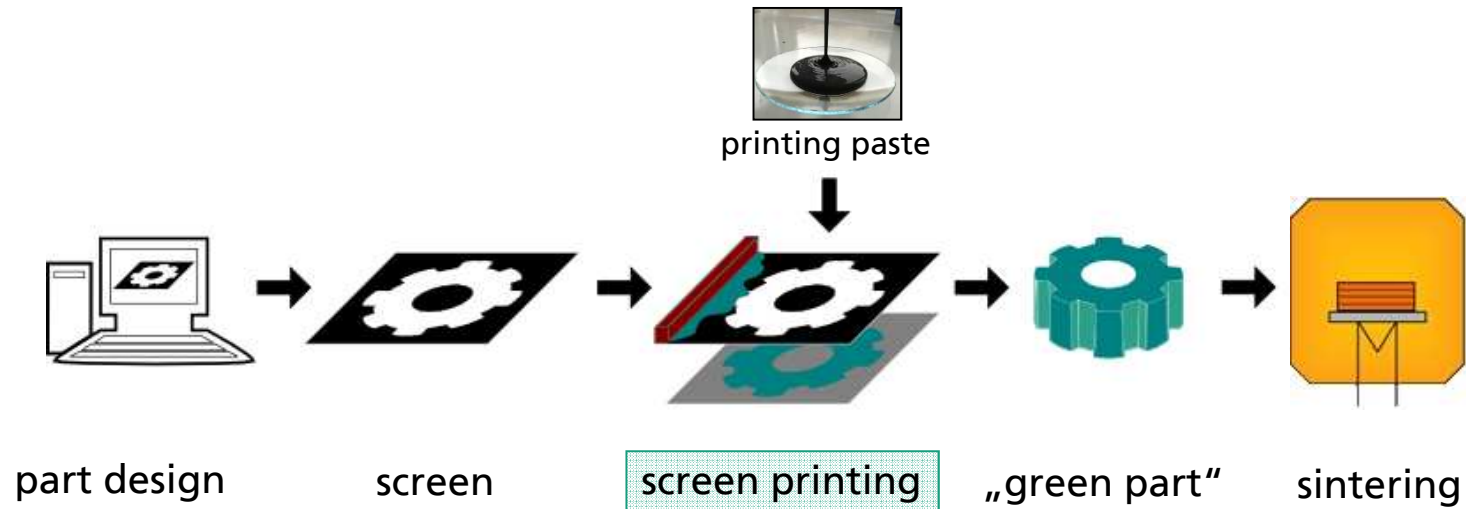 printing paste
part design
screen
screen printing
„green part“
sintering